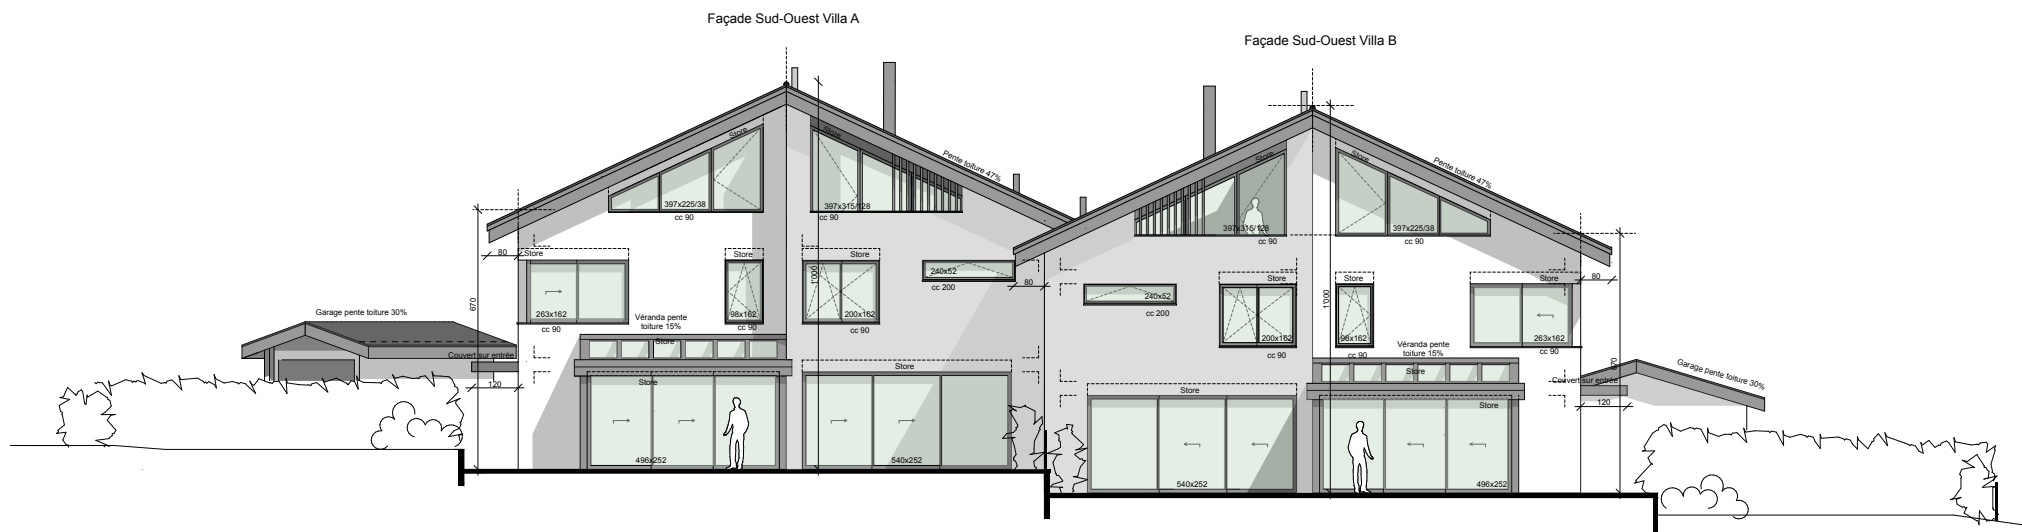 Façade Sud-Ouest Villa A
Façade Sud-Ouest Villa B
Store
Store
Pente toiture 47%
397x225/38
cc 90
397x315/128
cc 90
80
Store
Store
Store
1'000
240x52
cc 200
80
670
263x162
cc 90
98x162
cc 90
200x162
cc 90
Garage pente toiture 30%
Véranda pente
toiture 15%
Store
Couvert sur entrée
120
Store
Store
496x252
540x252
Store
Store
Pente toiture 47%
397x315/128
cc 90
397x225/38
cc 90
Store
Store
Store
80
240x52
cc 200
1'000
200x162
cc 90
98x162
263x162
cc 90
Véranda pente
toiture 15%
Store
670
Garage pente toiture 30%
Couvert sur entrée
120
Store
Store
540x252
496x252